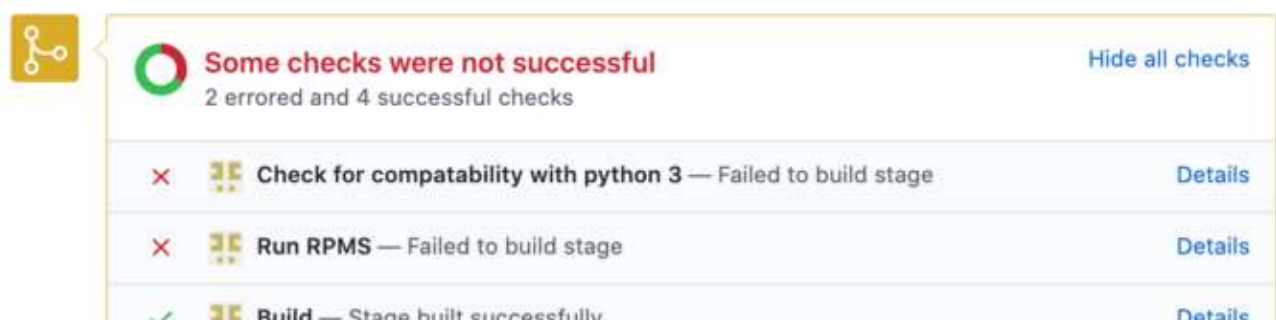 Some checks were not successful
Hide all checks
2 errored and 4 successful checks
Check for compatability with python 3 — Failed to build stage
Details
Run RPMS — Failed to build stage
Details
Build — Stage built successfully
Details